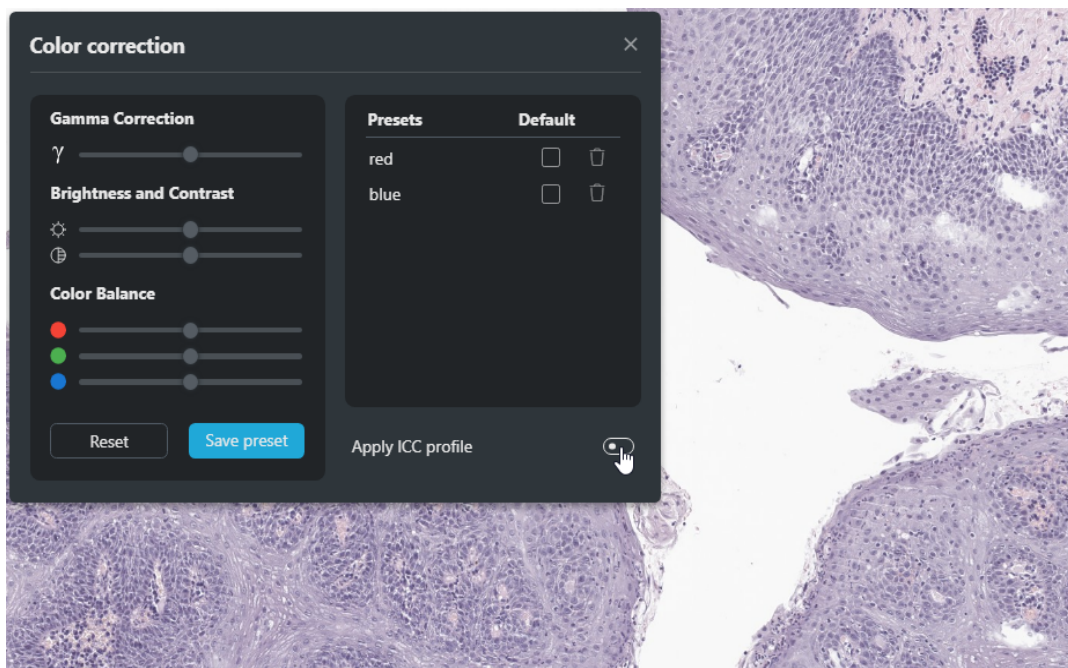 Color correction
Gamma Correction
γ
Brightness and Contrast
Color Balance
Reset
Save preset
Presets Default
red
blue
Apply ICC profile